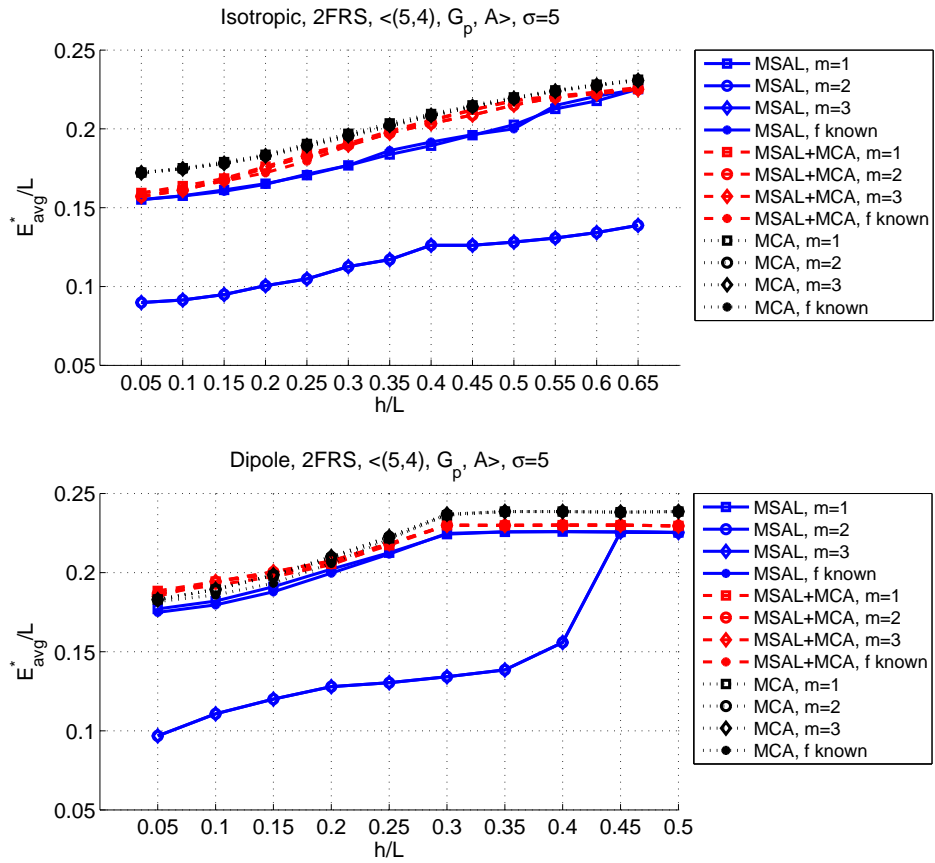 Isotropic, 2FRS, <(5,4), G_p, A>, σ=5
0.25
0.2
0.15
0.1
0.05
E*_avg/L
0.05 0.1 0.15 0.2 0.25 0.3 0.35 0.4 0.45 0.5 0.55 0.6 0.65
h/L
MSAL, m=1
MSAL, m=2
MSAL, m=3
MSAL, f known
MSAL+MCA, m=1
MSAL+MCA, m=2
MSAL+MCA, m=3
MSAL+MCA, f known
MCA, m=1
MCA, m=2
MCA, m=3
MCA, f known
Dipole, 2FRS, <(5,4), G_p, A>, σ=5
0.25
0.2
0.15
0.1
0.05
E*_avg/L
0.05 0.1 0.15 0.2 0.25 0.3 0.35 0.4 0.45 0.5
h/L
MSAL, m=1
MSAL, m=2
MSAL, m=3
MSAL, f known
MSAL+MCA, m=1
MSAL+MCA, m=2
MSAL+MCA, m=3
MSAL+MCA, f known
MCA, m=1
MCA, m=2
MCA, m=3
MCA, f known